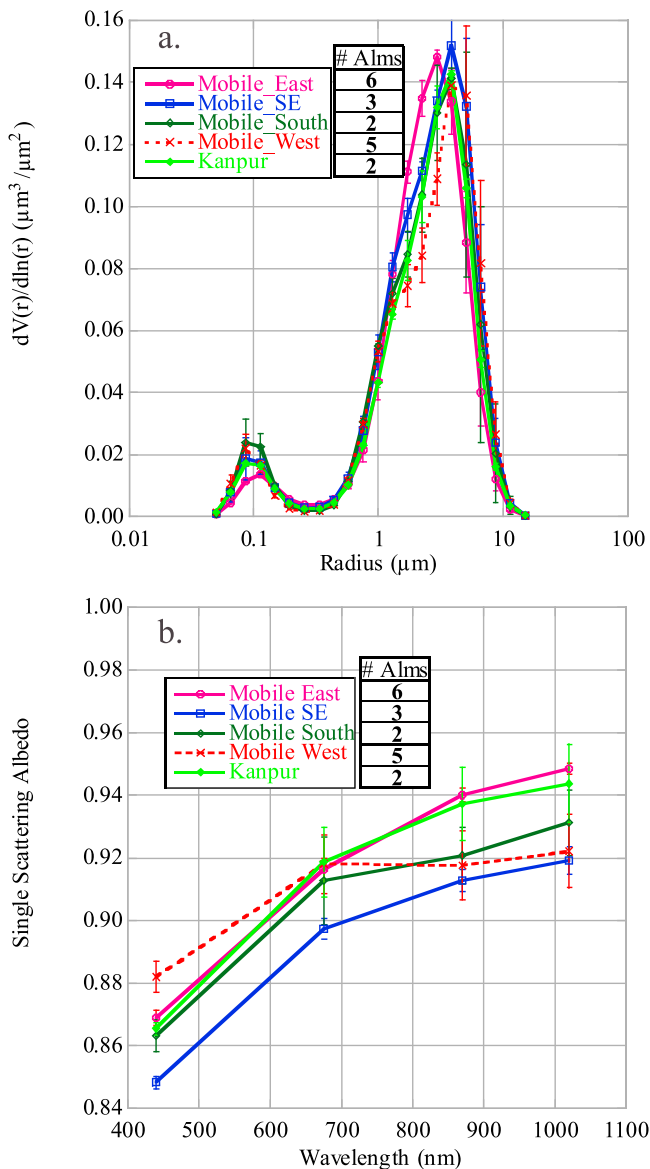 0.16
a.
# Alms
0.14
Mobile_East 6
Mobile_SE 3
0.12
Mobile_South 2
Mobile_West 5
Kanpur 2
0.10
0.08
0.06
0.04
0.02
0.00
dV(r)/dln(r) (µm³/µm²)
0.01 0.1 1 10 100
Radius (µm)
1.00
b.
0.98
# Alms
Mobile East 6
Mobile SE 3
0.96
Mobile South 2
Mobile West 5
Kanpur 2
0.94
0.92
0.90
0.88
0.86
0.84
Single Scattering Albedo
400 500 600 700 800 900 1000 1100
Wavelength (nm)